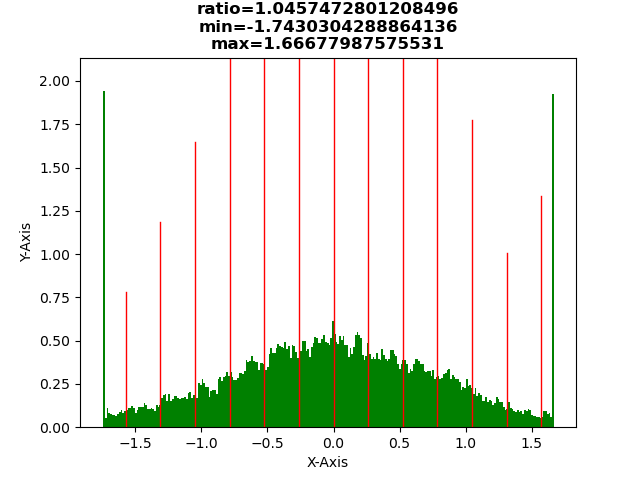 ratio=1.0457472801208496
min=-1.7430304288864136
max=1.66677987575531
2.00
1.75
1.50
1.25
1.00
0.75
0.50
0.25
0.00
Y-Axis
−1.5 −1.0 −0.5 0.0 0.5 1.0 1.5
X-Axis